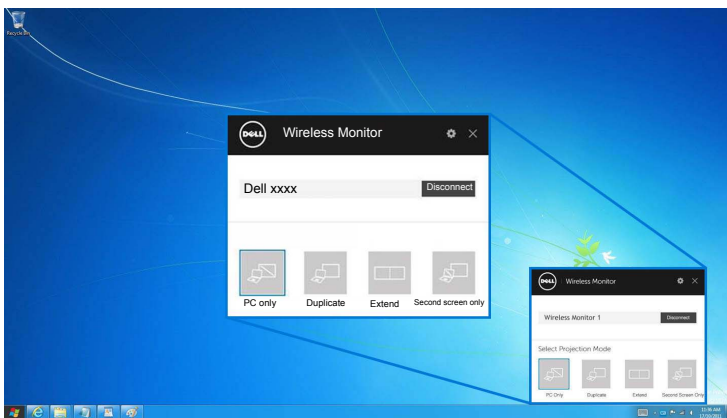 Recycle Bin
DELL Wireless Monitor
Dell xxxx Disconnect
PC only Duplicate Extend Second screen only
DELL Wireless Monitor
Wireless Monitor 1 Disconnect
Select Projection Mode
PC Only Duplicate Extend Second Screen Only